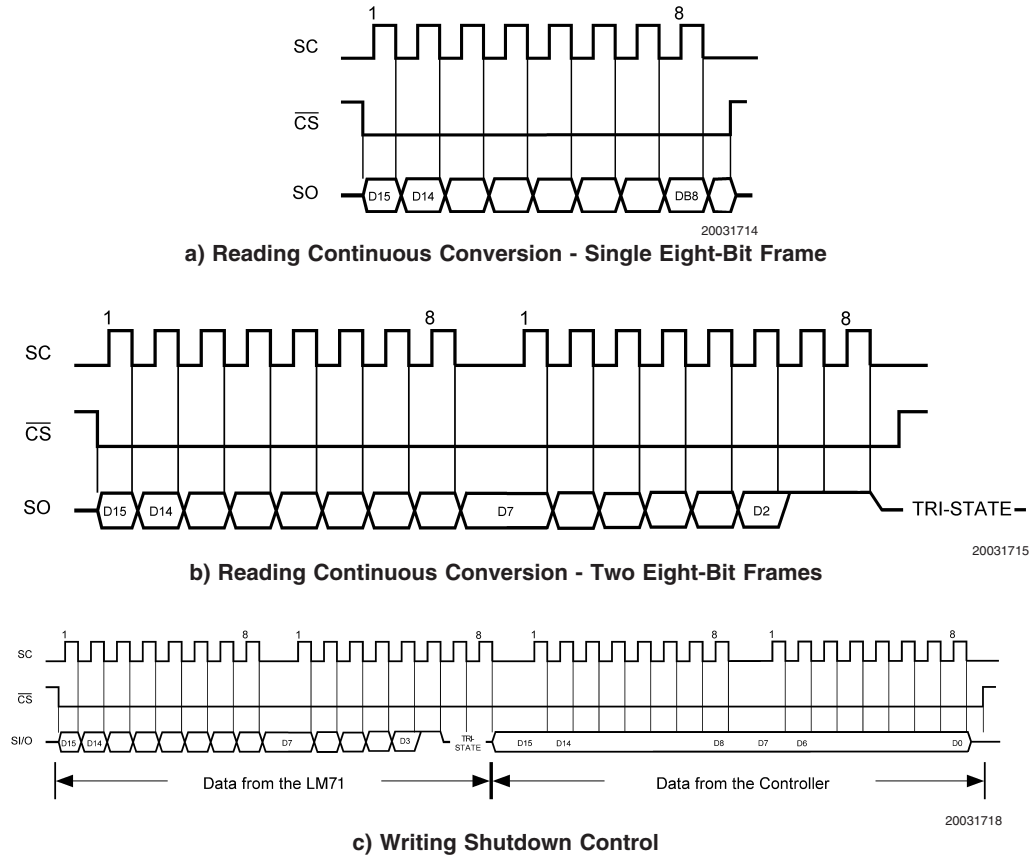 1 8
SC
CS
SO D15 D14 DB8
20031714
a) Reading Continuous Conversion - Single Eight-Bit Frame
1 8 1 8
SC
CS
SO D15 D14 D7 D2 TRI-STATE
20031715
b) Reading Continuous Conversion - Two Eight-Bit Frames
1 8 1 8 1 8 1 8
SC
CS
SI/O D15 D14 D7 D3 TRI-STATE D15 D14 D8 D7 D6 D0
Data from the LM71 Data from the Controller
20031718
c) Writing Shutdown Control